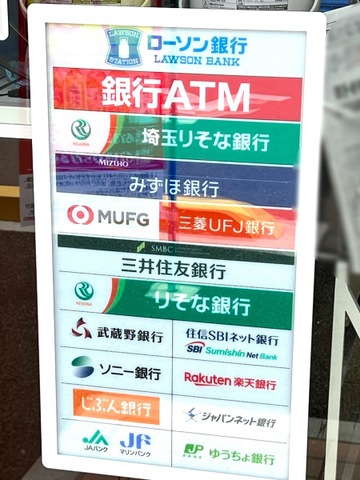 LAWSON
STATION
ローソン銀行
LAWSON BANK
銀行ATM
RESONA
埼玉りそな銀行
MIZUHO
みずほ銀行
MUFG 三菱UFJ銀行
SMBC
三井住友銀行
RESONA
りそな銀行
武蔵野銀行
住信SBIネット銀行
SBI Sumishin Net Bank
ソニー銀行
Rakuten 楽天銀行
じぶん銀行
ジャパンネット銀行
JA
JAバンク
JF
マリンバンク
JP
BANK
ゆうちょ銀行